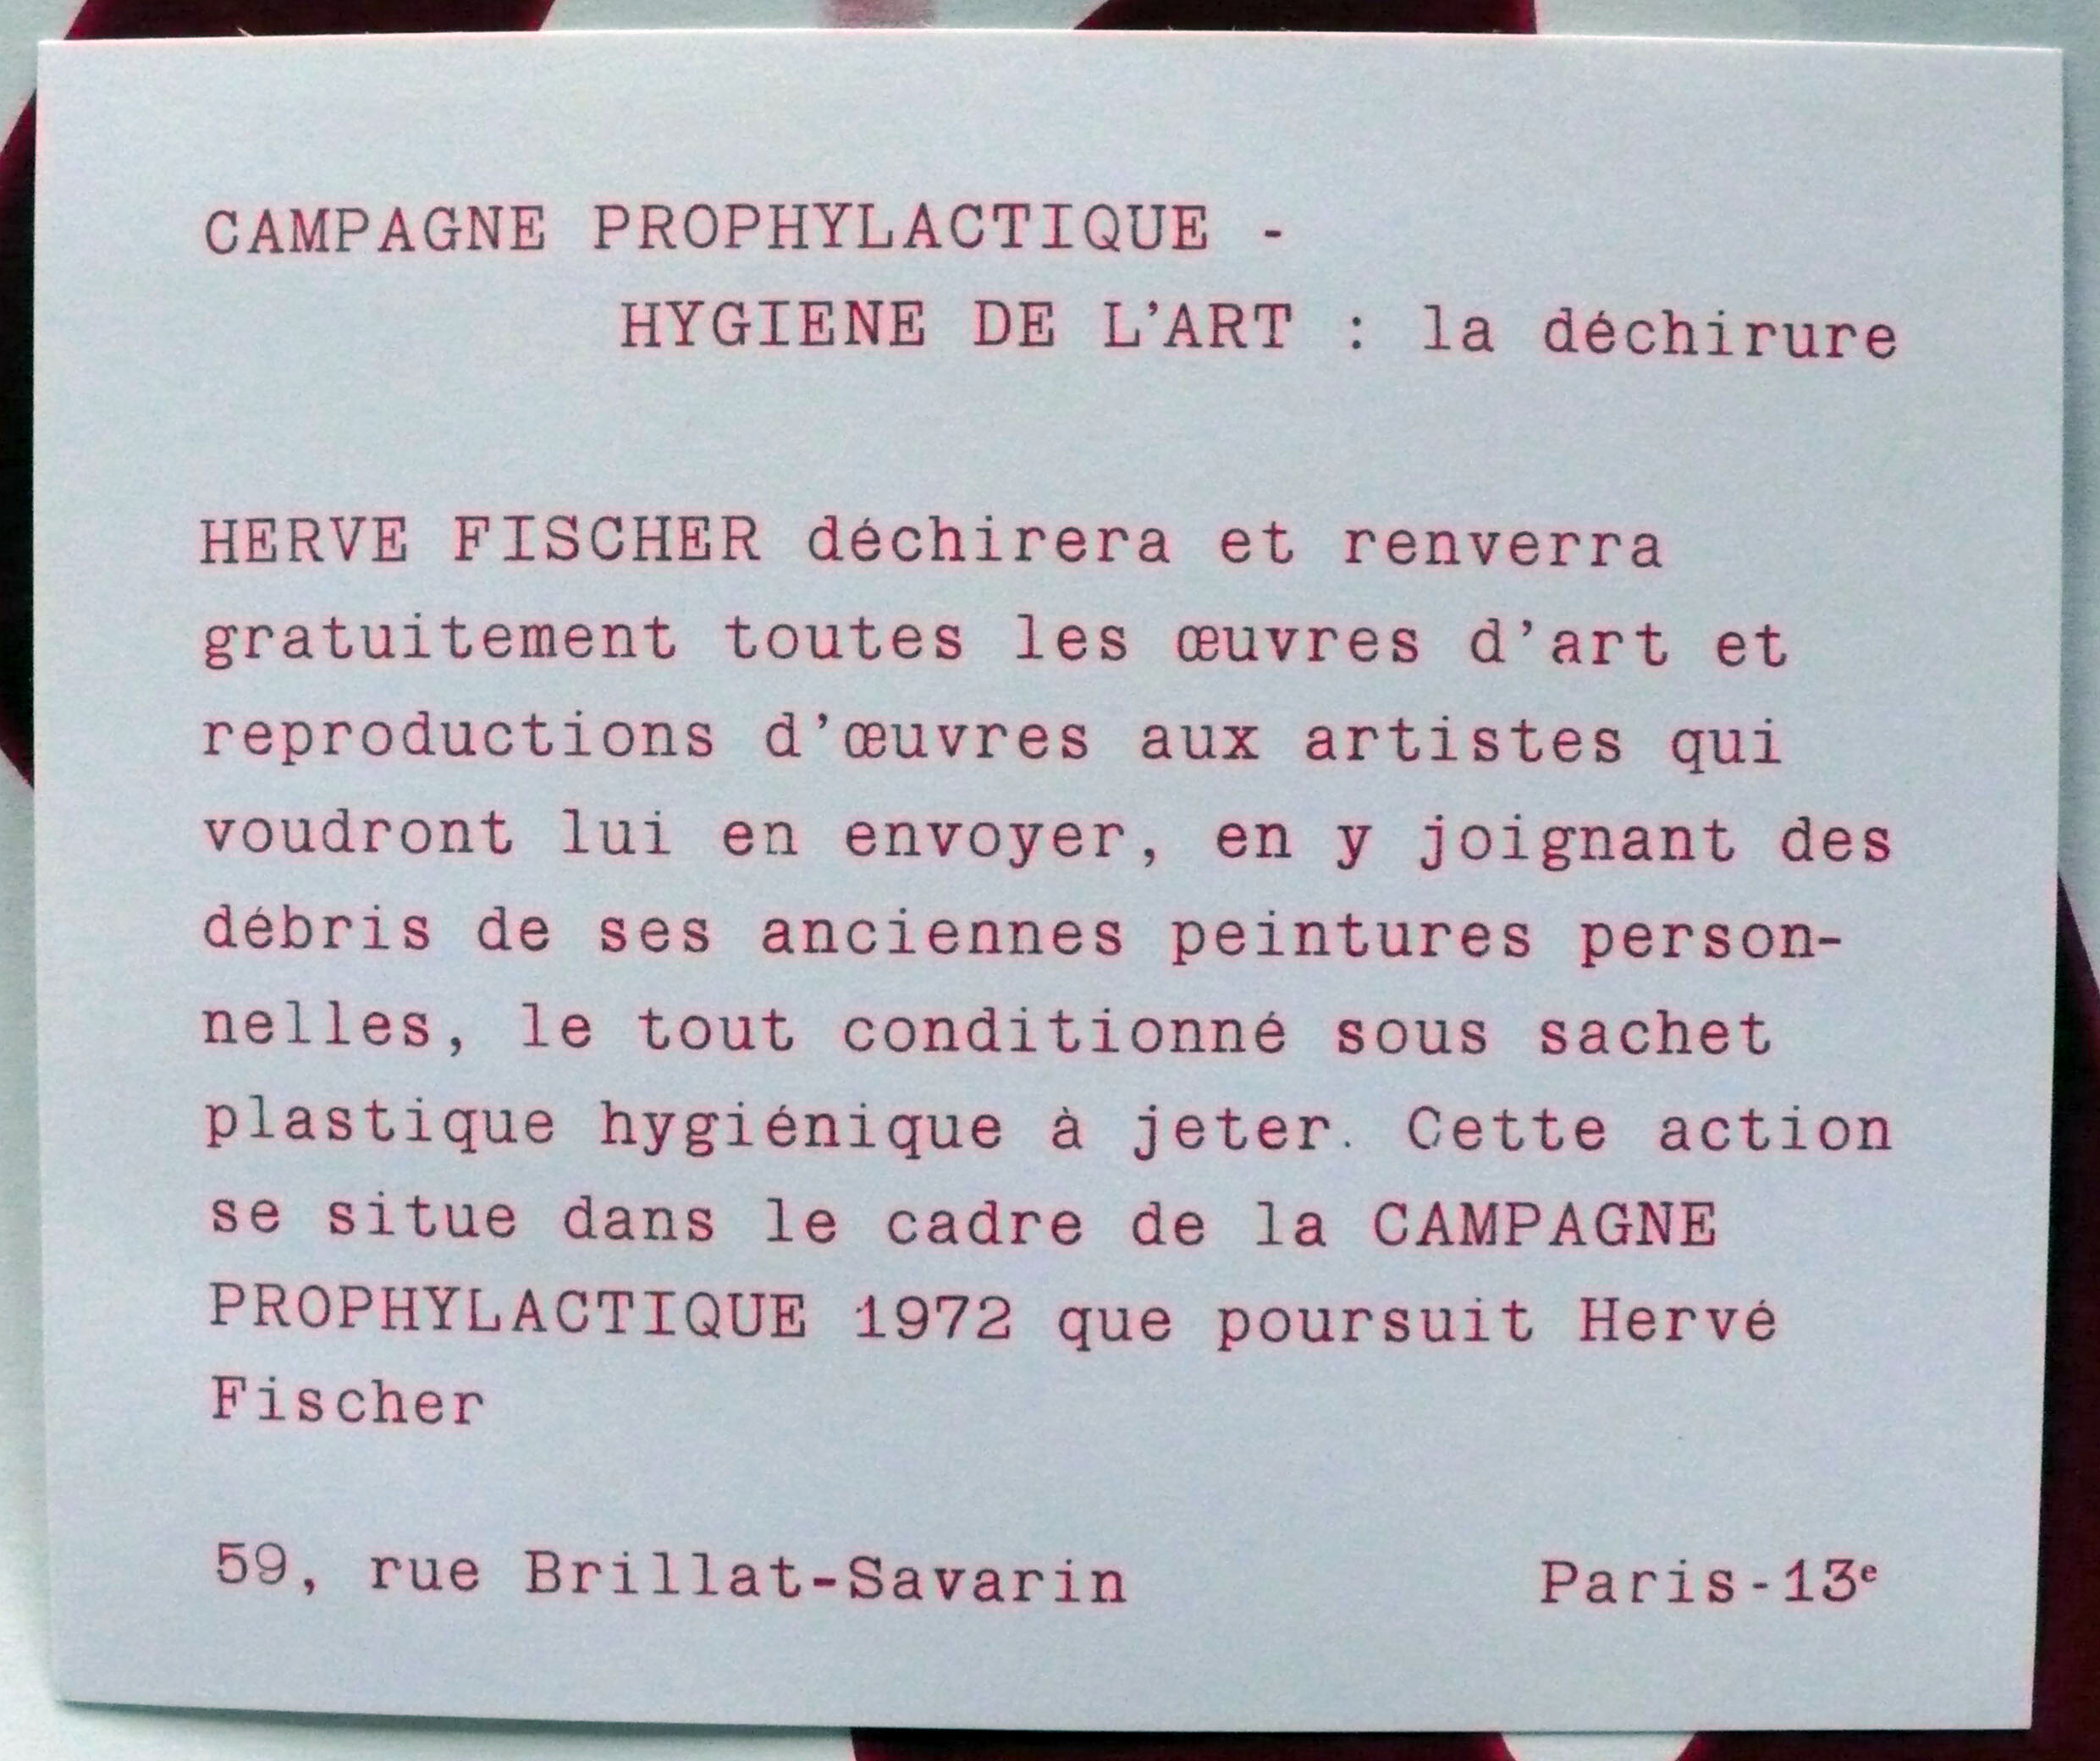 CAMPAGNE PROPHYLACTIQUE -
HYGIENE DE L'ART : la déchirure
HERVE FISCHER déchirera et renverra
gratuitement toutes les œuvres d'art et
reproductions d'œuvres aux artistes qui
voudront lui en envoyer, en y joignant des
débris de ses anciennes peintures person-
nelles, le tout conditionné sous sachet
plastique hygiénique à jeter. Cette action
se situe dans le cadre de la CAMPAGNE
PROPHYLACTIQUE 1972 que poursuit Hervé
Fischer
59, rue Brillat-Savarin Paris-13e